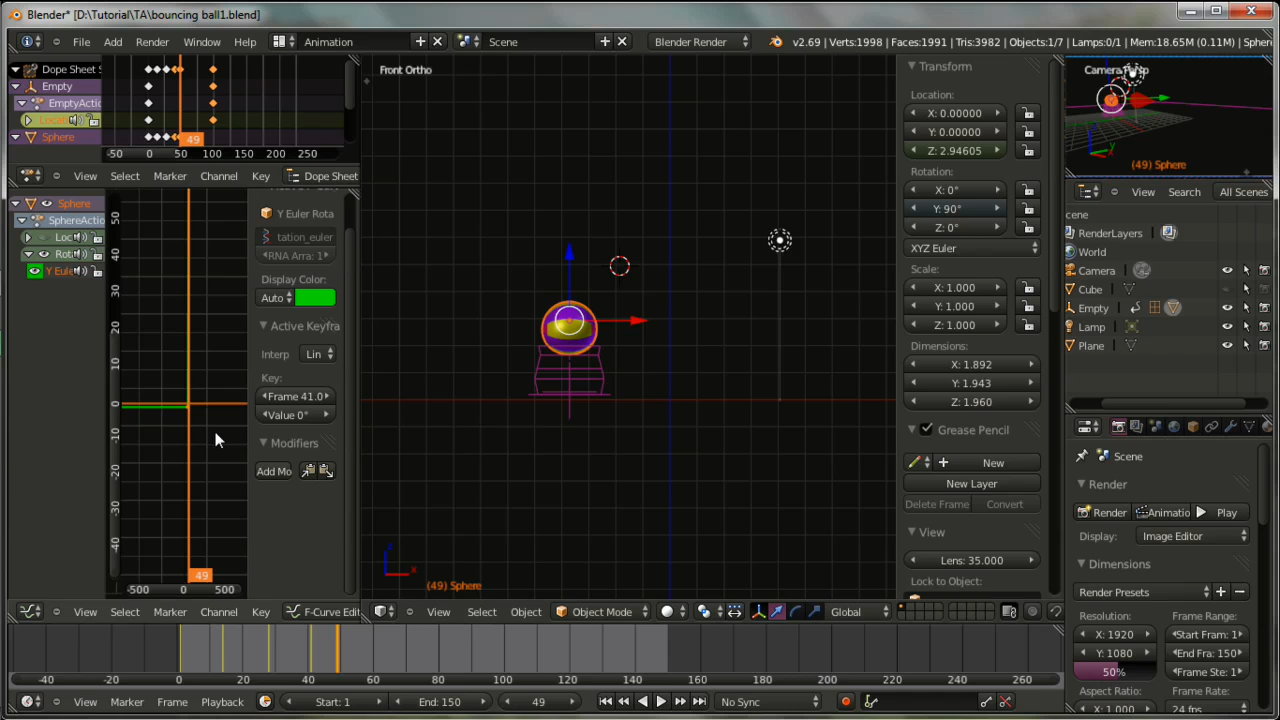 Blender* [D:\Tutorial\TA\bouncing ball1.blend]
File Add Render Window Help Animation Scene Blender Render v2.69 | Verts:1998 | Faces:1991 | Tris:3982 | Objects:1/7 | Lamps:0/1 | Mem:18.65M (0.11M) | Sphere
Dope Sheet S
Empty
EmptyAction
Locati
Sphere
49
-50 0 50 100 150 200 250
View Select Marker Channel Key Dope Sheet
Sphere
SphereActio
Loc
Rot
Y Eule
50
40
30
20
10
0
-10
-20
-30
-40
49
-500 0 500
View Select Marker Channel Key F-Curve Edit
Y Euler Rota
tation_euler
RNA Arra: 1
Display Color:
Auto
Active Keyfra
Interp Lin
Key:
Frame 41.0
Value 0°
Modifiers
Add Mo
Front Ortho
(49) Sphere
View Select Object Object Mode Global
Transform
Location:
X: 0.00000
Y: 0.00000
Z: 2.94605
Rotation:
X: 0°
Y: 90°
Z: 0°
XYZ Euler
Scale:
X: 1.000
Y: 1.000
Z: 1.000
Dimensions:
X: 1.892
Y: 1.943
Z: 1.960
Grease Pencil
New
New Layer
Delete Frame Convert
View
Lens: 35.000
Lock to Object:
Camera Persp
(49) Sphere
View Search All Scenes
cene
RenderLayers
World
Camera
Cube
Empty
Lamp
Plane
Scene
Render
Render Animatio Play
Display: Image Editor
Dimensions
Render Presets
Resolution: Frame Range:
X: 1920 Start Fram: 1
Y: 1080 End Fra: 150
50% Frame Ste: 1
Aspect Ratio: Frame Rate:
X: 1.000 24 fps
-40 -20 0 20 40 60 80 100 120 140 160 180 200 220 240 260
View Marker Frame Playback Start: 1 End: 150 49 No Sync